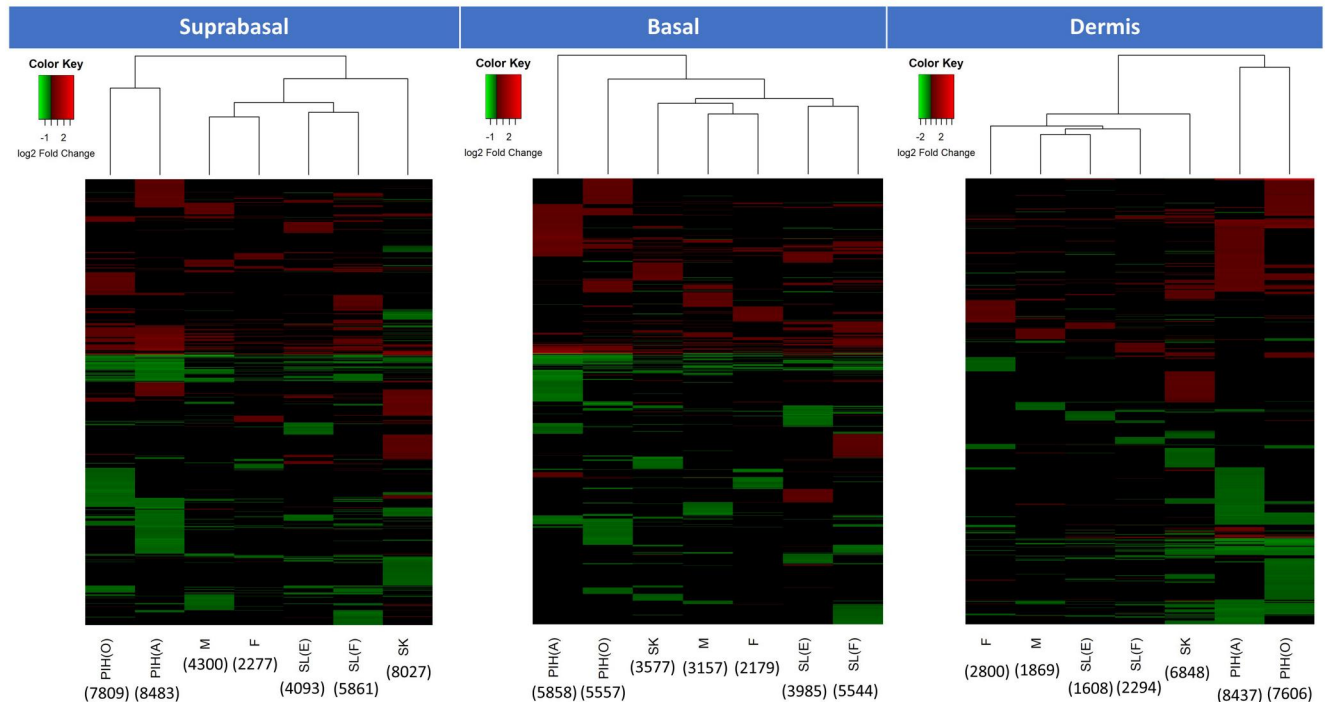 Suprabasal
Basal
Dermis
Color Key
-1 2
log2 Fold Change
Color Key
-1 2
log2 Fold Change
Color Key
-2 2
log2 Fold Change
PIH(O)
(7809)
PIH(A)
(8483)
M
(4300)
F
(2277)
SL(E)
(4093)
SL(F)
(5861)
SK
(8027)
PIH(A)
(5858)
PIH(O)
(5557)
SK
(3577)
M
(3157)
F
(2179)
SL(E)
(3985)
SL(F)
(5544)
F
(2800)
M
(1869)
SL(E)
(1608)
SL(F)
(2294)
SK
(6848)
PIH(A)
(8437)
PIH(O)
(7606)